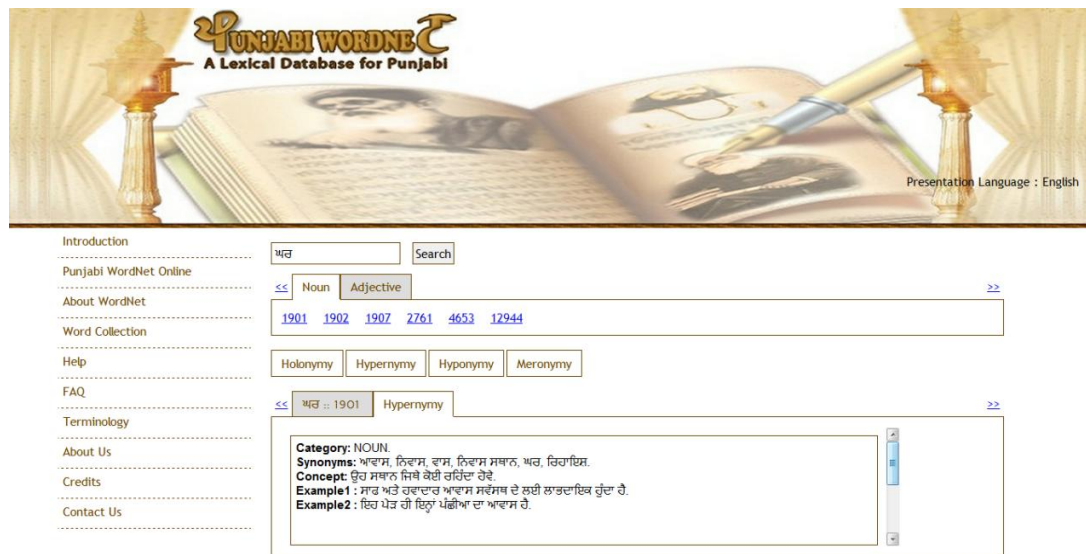 PUNJABI WORDNET
A Lexical Database for Punjabi
Presentation Language : English
Introduction
Punjabi WordNet Online
About WordNet
Word Collection
Help
FAQ
Terminology
About Us
Credits
Contact Us
ਘਰ Search
<< Noun Adjective >>
1901 1902 1907 2761 4653 12944
Holonymy Hypernymy Hyponymy Meronymy
<< ਘਰ :: 1901 Hypernymy >>
Category: NOUN.
Synonyms: ਆਵਾਸ, ਨਿਵਾਸ, ਵਾਸ, ਨਿਵਾਸ ਸਥਾਨ, ਘਰ, ਰਿਹਾਇਸ਼.
Concept: ਉਹ ਸਥਾਨ ਜਿਥੇ ਕੋਈ ਰਹਿੰਦਾ ਹੋਵੇ.
Example1 : ਸਾਫ ਅਤੇ ਹਵਾਦਾਰ ਆਵਾਸ ਸਵੱਸਥ ਦੇ ਲਈ ਲਾਭਦਾਇਕ ਹੁੰਦਾ ਹੈ.
Example2 : ਇਹ ਪੇੜ ਹੀ ਇਨ੍ਹਾਂ ਪੰਛੀਆ ਦਾ ਆਵਾਸ ਹੈ.